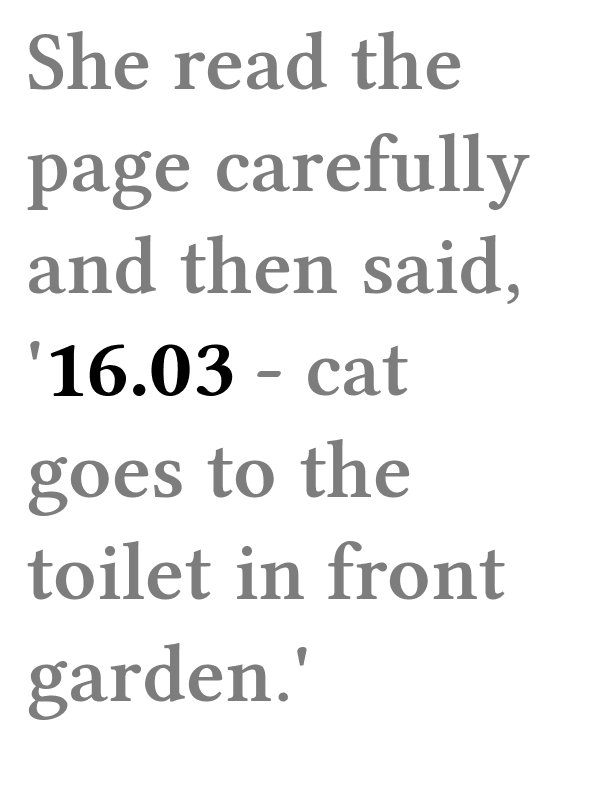 She read the
page carefully
and then said,
'16.03 - cat
goes to the
toilet in front
garden.'